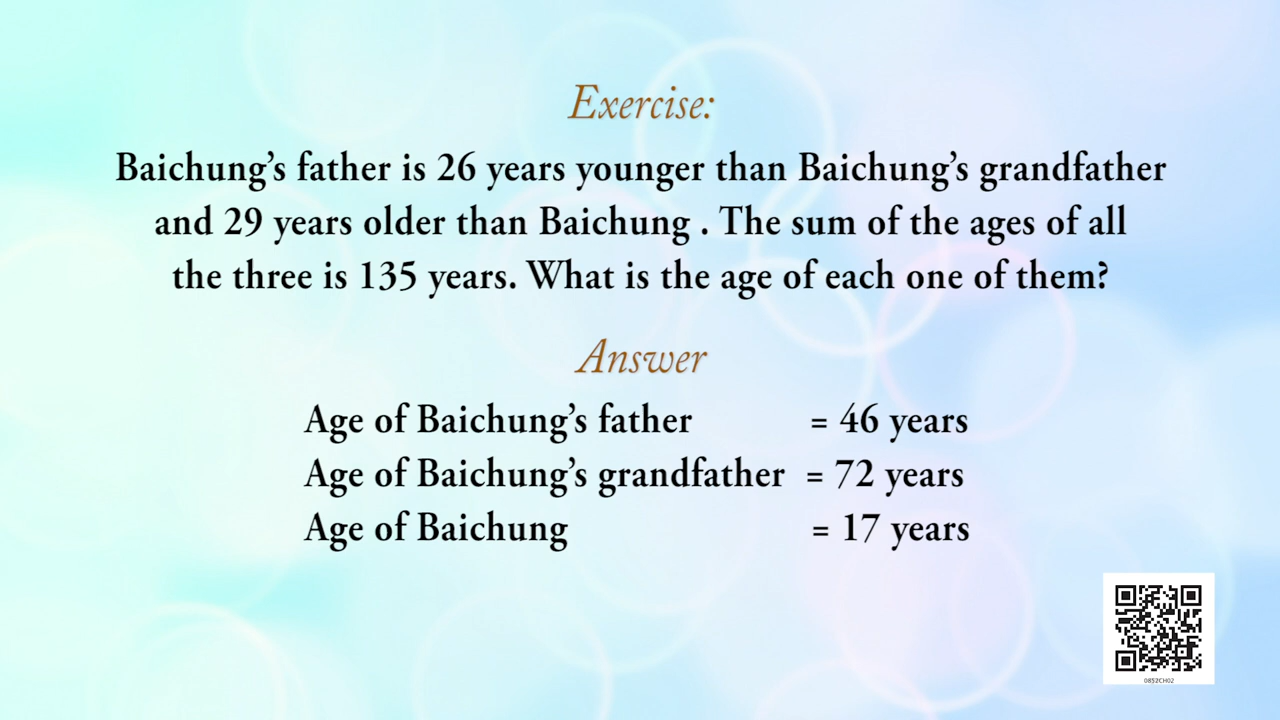 Exercise:
Baichung's father is 26 years younger than Baichung's grandfather
and 29 years older than Baichung . The sum of the ages of all
the three is 135 years. What is the age of each one of them?
Answer
Age of Baichung's father = 46 years
Age of Baichung's grandfather = 72 years
Age of Baichung = 17 years
0852CH02